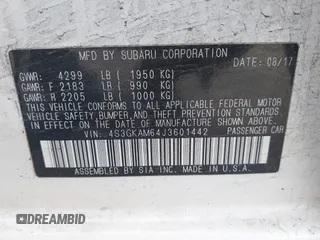 MFD BY SUBARU CORPORATION
GVWR: 4299 LB ( 1950 KG) 08/17
GAWR: F 2183 LB ( 990 KG)
GAWR: R 2205 LB ( 1000 KG)
THIS VEHICLE CONFORMS TO ALL APPLICABLE
FEDERAL MOTOR VEHICLE
SAFETY, BUMPER, AND THEFT PREVENTION
STANDARDS IN EFFECT ON THE DATE OF
MANUFACTURE SHOWN ABOVE.
VIN: 4S3GKAM64J3601442 PASSENGER CAR
ASSEMBLED BY SIA INC. MADE IN U.S.A.
DREAMBID